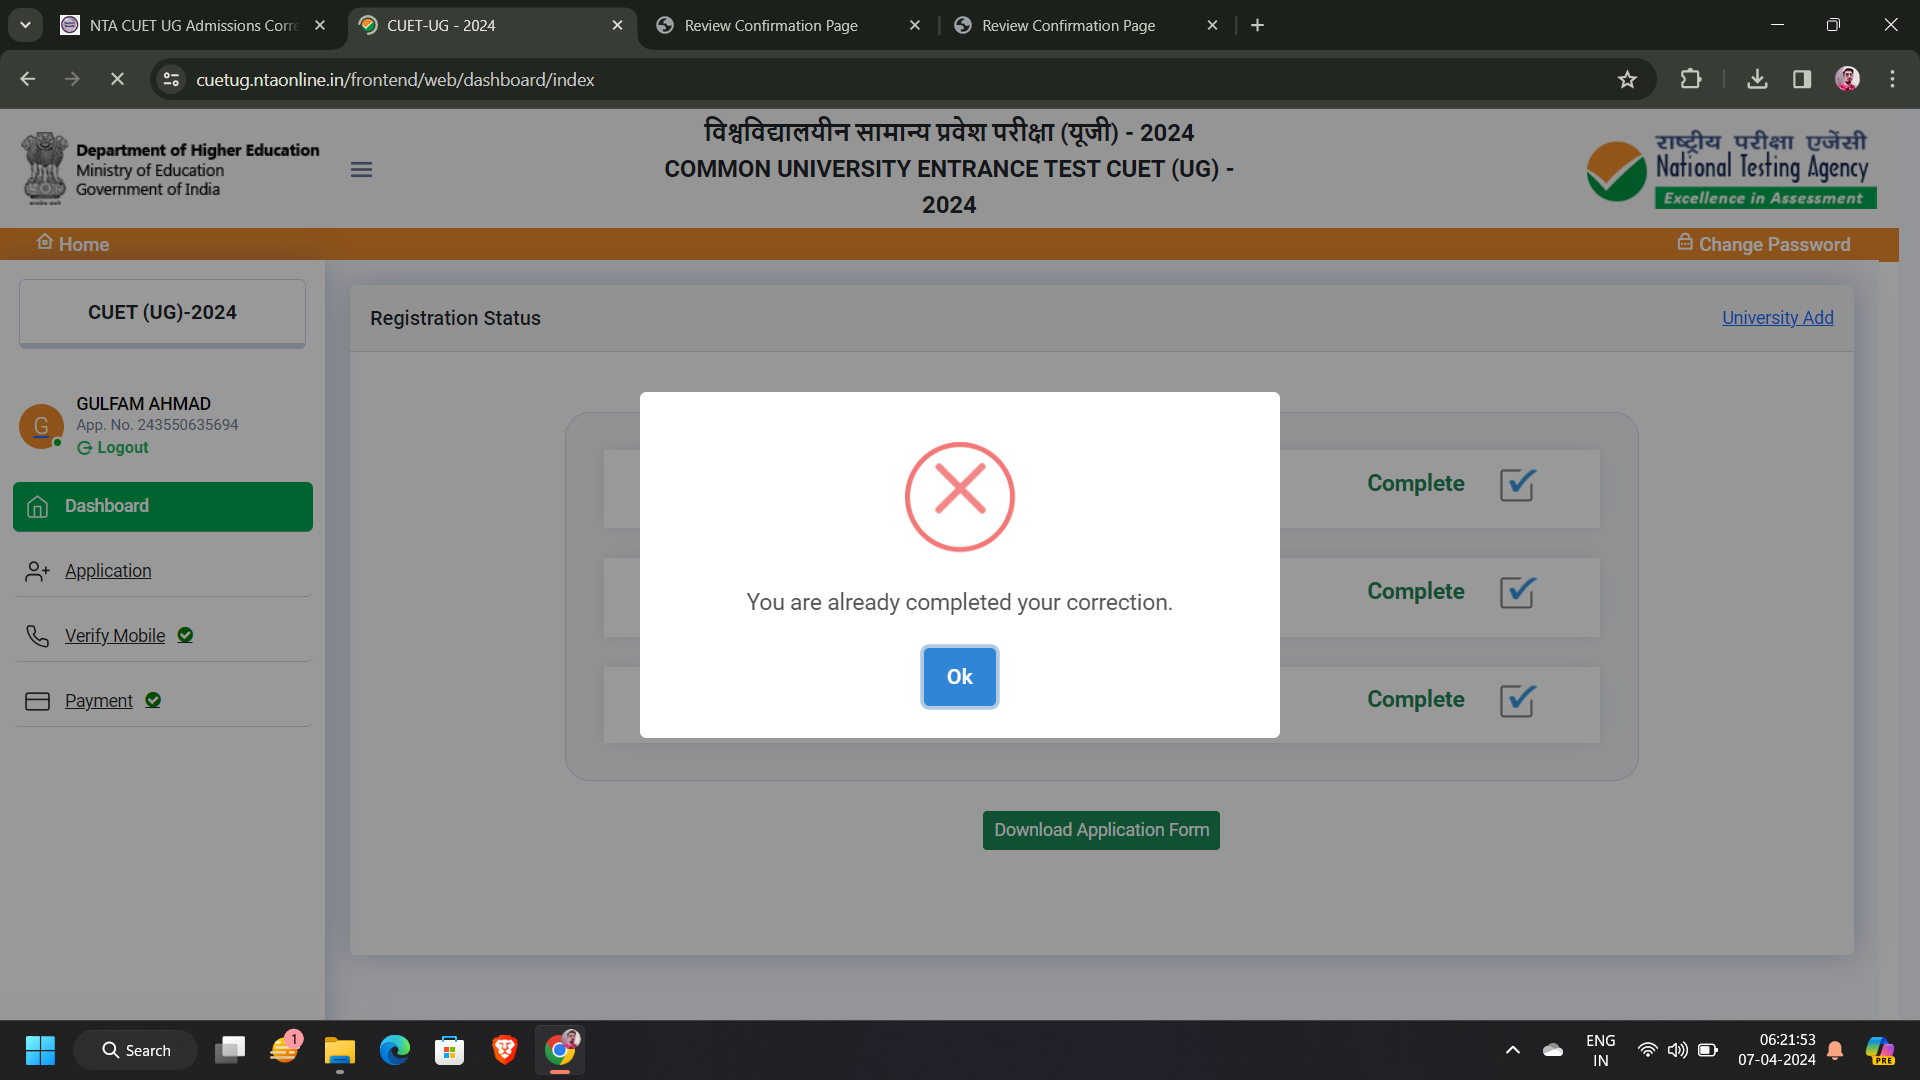 NTA CUET UG Admissions Corre
CUET-UG - 2024
Review Confirmation Page
Review Confirmation Page
cuetug.ntaonline.in/frontend/web/dashboard/index
Department of Higher Education
Ministry of Education
Government of India
विश्वविद्यालयीन सामान्य प्रवेश परीक्षा (यूजी) - 2024
COMMON UNIVERSITY ENTRANCE TEST CUET (UG) -
2024
राष्ट्रीय परीक्षा एजेंसी
National Testing Agency
Excellence in Assessment
Home
Change Password
CUET (UG)-2024
Registration Status
University Add
G
GULFAM AHMAD
App. No. 243550635694
Logout
Dashboard
Application
Verify Mobile
Payment
Complete
Complete
Complete
You are already completed your correction.
Ok
Download Application Form
Search
1
ENG
IN
06:21:53
07-04-2024
PRE